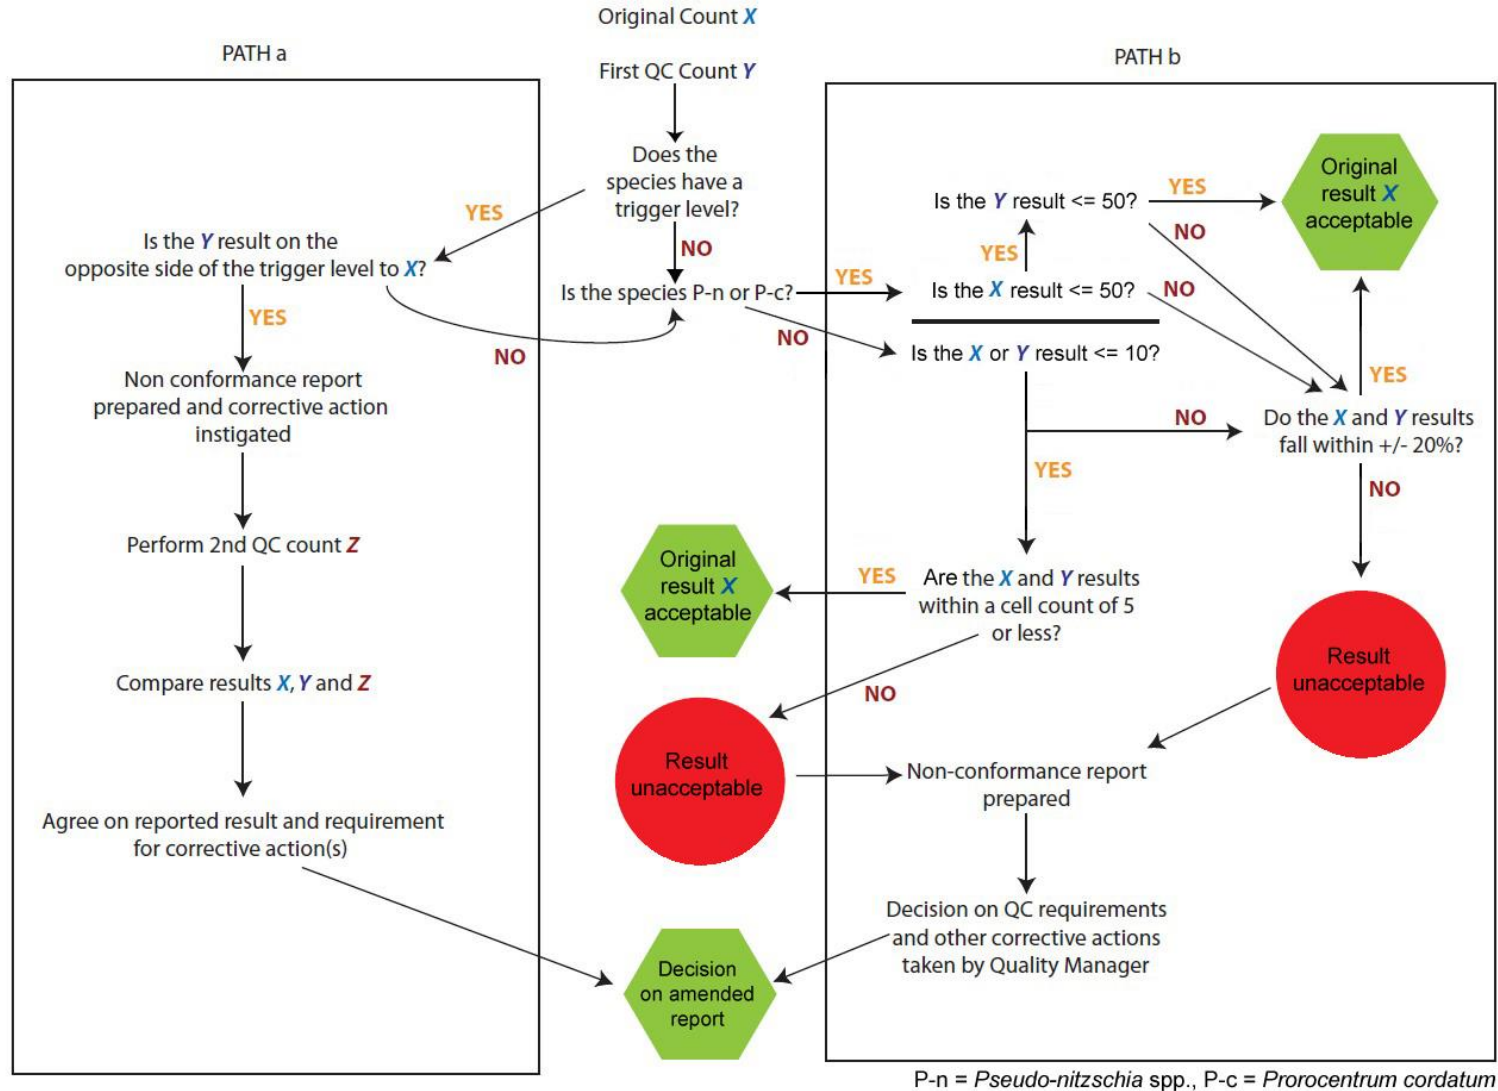 Original Count X
PATH a
First QC Count Y
PATH b
Does the
species have a
trigger level?
YES
NO
Is the Y result on the
opposite side of the trigger level to X?
YES
NO
Non conformance report
prepared and corrective action
instigated
Perform 2nd QC count Z
Compare results X, Y and Z
Agree on reported result and requirement
for corrective action(s)
Is the species P-n or P-c?
YES
NO
Is the Y result <= 50?
YES
NO
YES
Is the X result <= 50?
NO
Is the X or Y result <= 10?
NO
YES
Original
result X
acceptable
YES
Do the X and Y results
fall within +/- 20%?
NO
Result
unacceptable
Are the X and Y results
within a cell count of 5
or less?
YES
NO
Original
result X
acceptable
Result
unacceptable
Non-conformance report
prepared
Decision on QC requirements
and other corrective actions
taken by Quality Manager
Decision
on amended
report
P-n = Pseudo-nitzschia spp., P-c = Prorocentrum cordatum